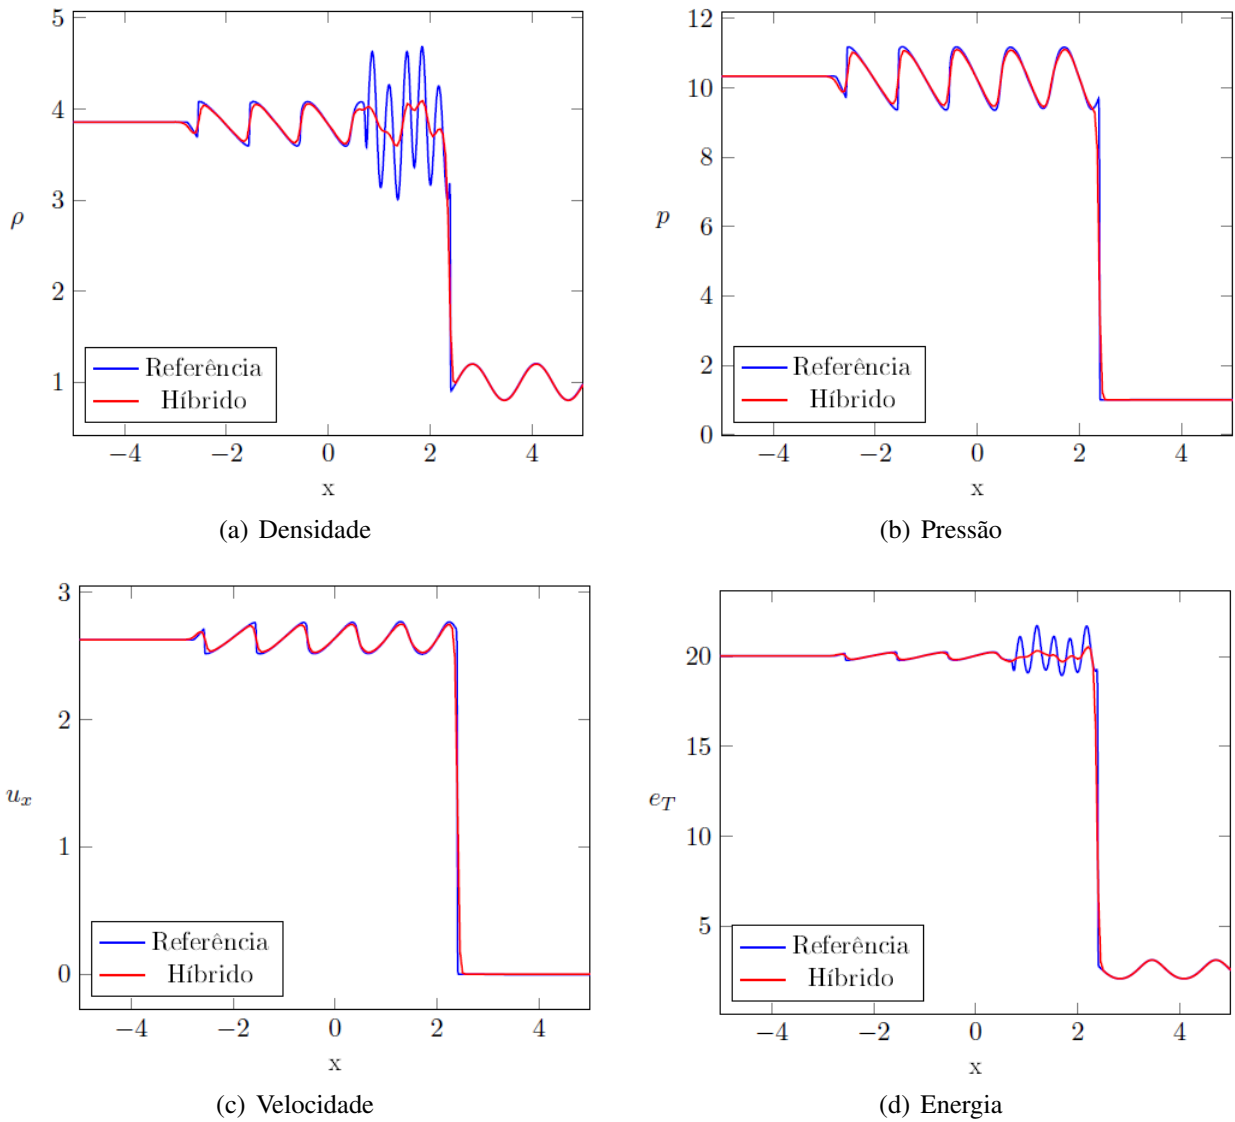 5
4
3
ρ
2
1
Referência
Híbrido
−4 −2 0 2 4
x
(a) Densidade
12
10
8
p
6
4
2
0
Referência
Híbrido
−4 −2 0 2 4
x
(b) Pressão
3
2
u_x
1
0
Referência
Híbrido
−4 −2 0 2 4
x
(c) Velocidade
20
15
e_T
10
5
Referência
Híbrido
−4 −2 0 2 4
x
(d) Energia